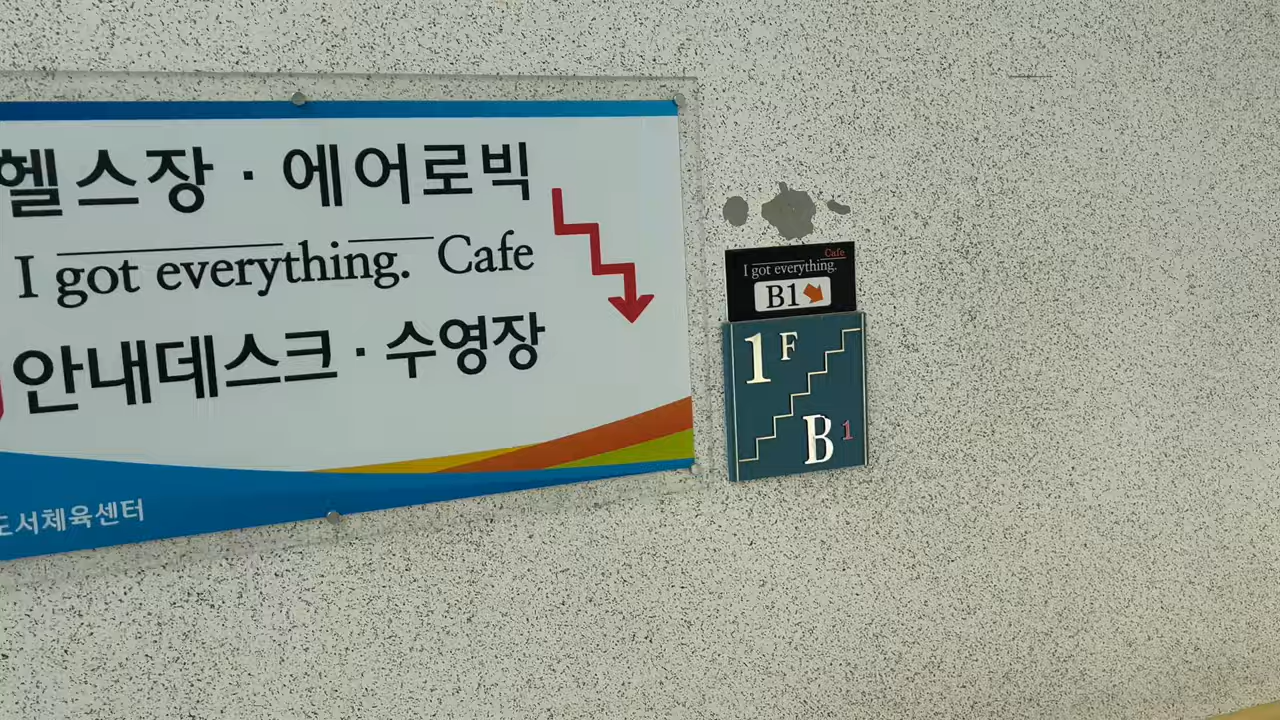 헬스장 · 에어로빅
I got everything. Cafe
안내데스크 · 수영장
도서체육센터
Cafe
I got everything.
B1
1F
B1